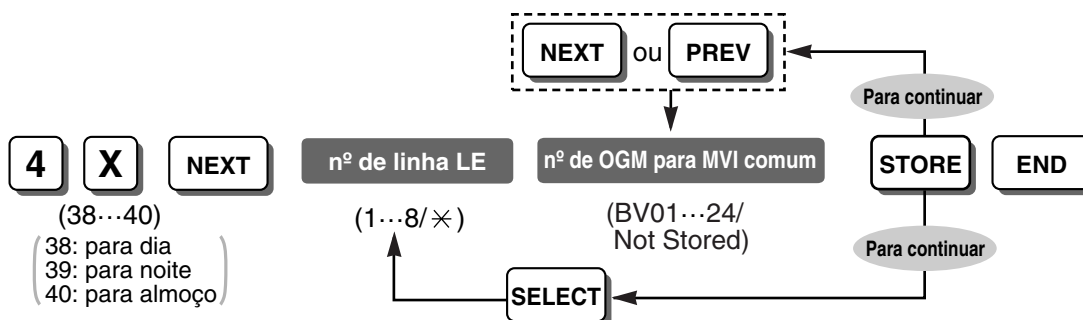 NEXT ou PREV
Para continuar
4 X NEXT nº de linha LE nº de OGM para MVI comum STORE END
(38···40) (1···8/✳) (BV01···24/
Not Stored)
38: para dia
39: para noite
40: para almoço
Para continuar
SELECT